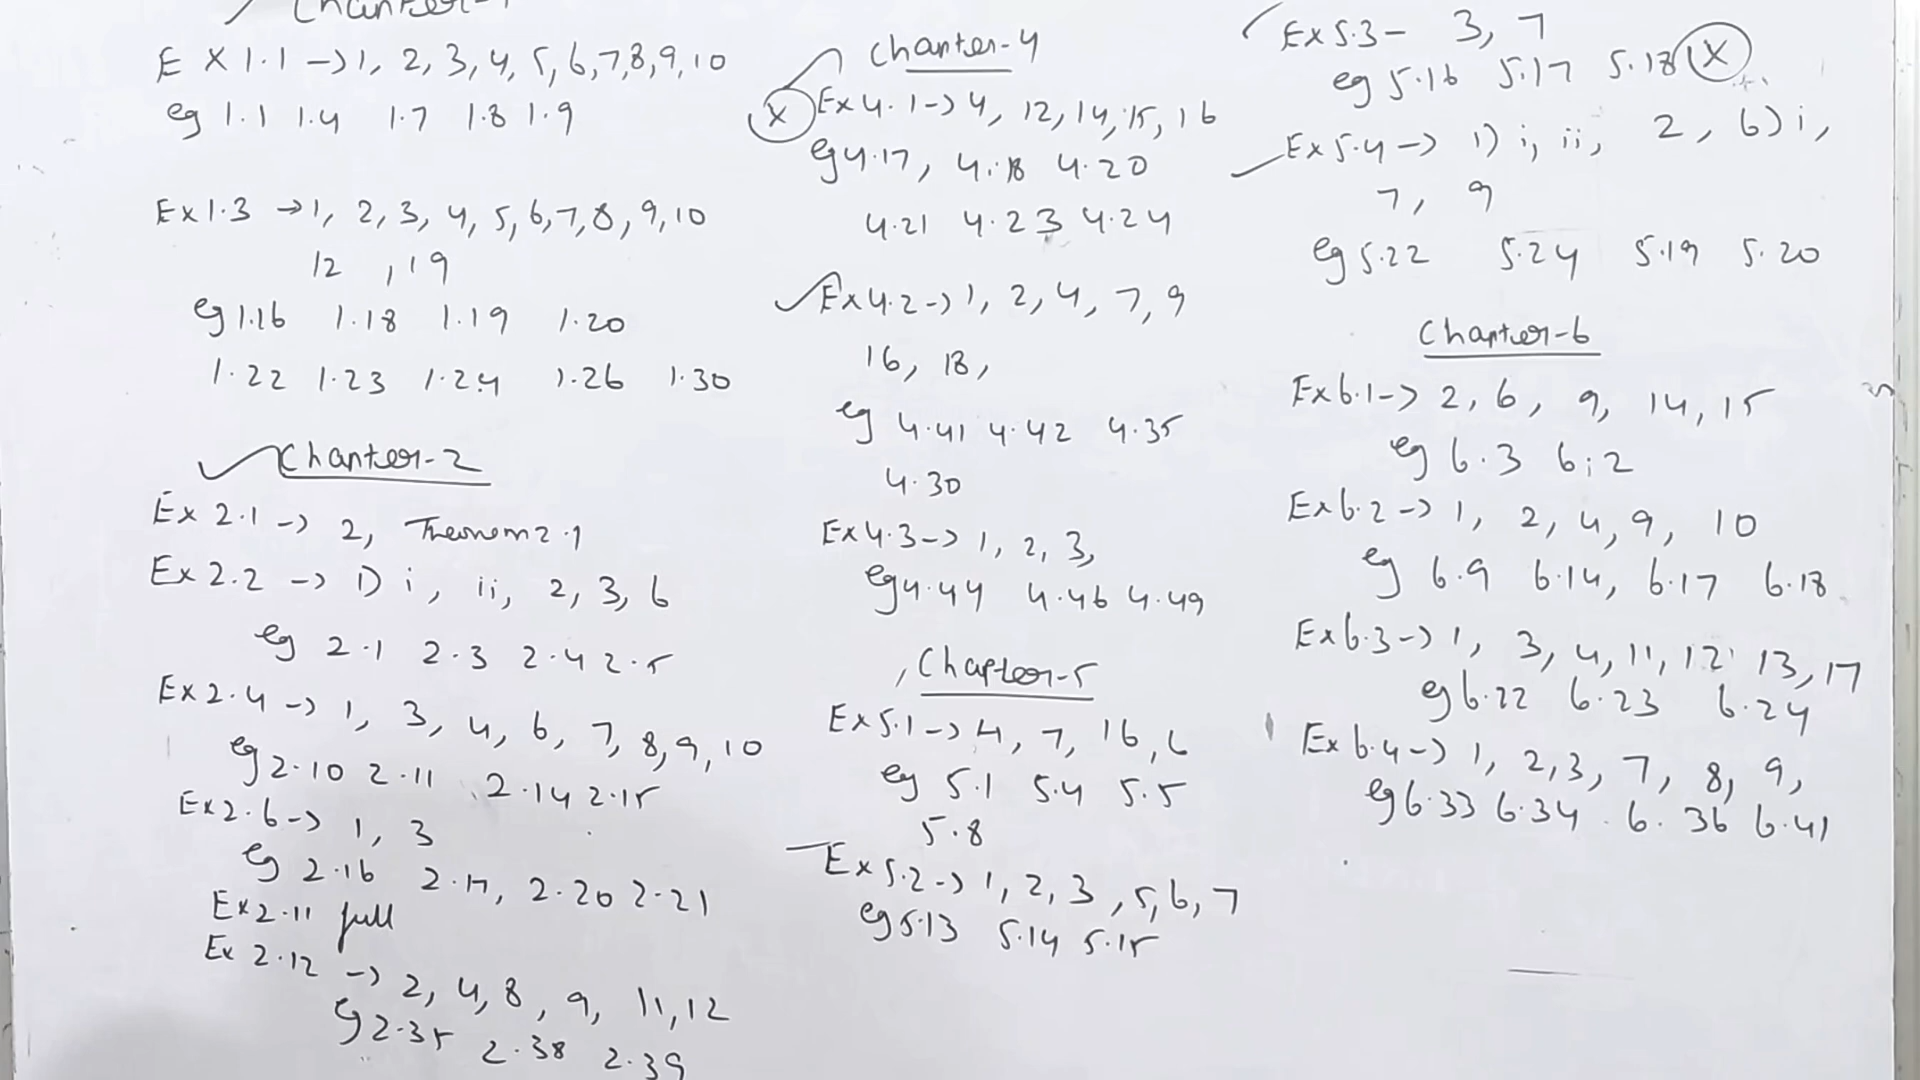 Chapter-1
Ex 1.1 -> 1, 2, 3, 4, 5, 6, 7, 8, 9, 10
eg 1.1 1.4 1.7 1.8 1.9
Ex 1.3 -> 1, 2, 3, 4, 5, 6, 7, 8, 9, 10
12 , 19
eg 1.16 1.18 1.19 1.20
1.22 1.23 1.24 1.26 1.30
Chapter-2
Ex 2.1 -> 2, Theorem 2.1
Ex 2.2 -> 1) i, ii, 2, 3, 6
eg 2.1 2.3 2.4 2.5
Ex 2.4 -> 1, 3, 4, 6, 7, 8, 9, 10
eg 2.10 2.11 2.14 2.15
Ex 2.6 -> 1, 3
eg 2.16 2.17, 2.20 2.21
Ex 2.11 full
Ex 2.12 -> 2, 4, 8, 9, 11, 12
eg 2.35 2.38 2.39
Chapter-4
X Ex 4.1 -> 4, 12, 14, 15, 16
eg 4.17, 4.18 4.20
4.21 4.23 4.24
Ex 4.2 -> 1, 2, 4, 7, 9
16, 18,
eg 4.41 4.42 4.35
4.30
Ex 4.3 -> 1, 2, 3,
eg 4.44 4.46 4.49
Chapter-5
Ex 5.1 -> 4, 7, 16, 6
eg 5.1 5.4 5.5
5.8
Ex 5.2 -> 1, 2, 3, 5, 6, 7
eg 5.13 5.14 5.15
Ex 5.3 - 3, 7
eg 5.16 5.17 5.18 X
Ex 5.4 -> 1) i, ii, 2, 6) i,
7, 9
eg 5.22 5.24 5.19 5.20
Chapter-6
Ex 6.1 -> 2, 6, 9, 14, 15
eg 6.3 6.2
Ex 6.2 -> 1, 2, 4, 9, 10
eg 6.9 6.14, 6.17 6.18
Ex 6.3 -> 1, 3, 4, 11, 12 13, 17
eg 6.22 6.23 6.24
Ex 6.4 -> 1, 2, 3, 7, 8, 9,
eg 6.33 6.34 6.36 6.41